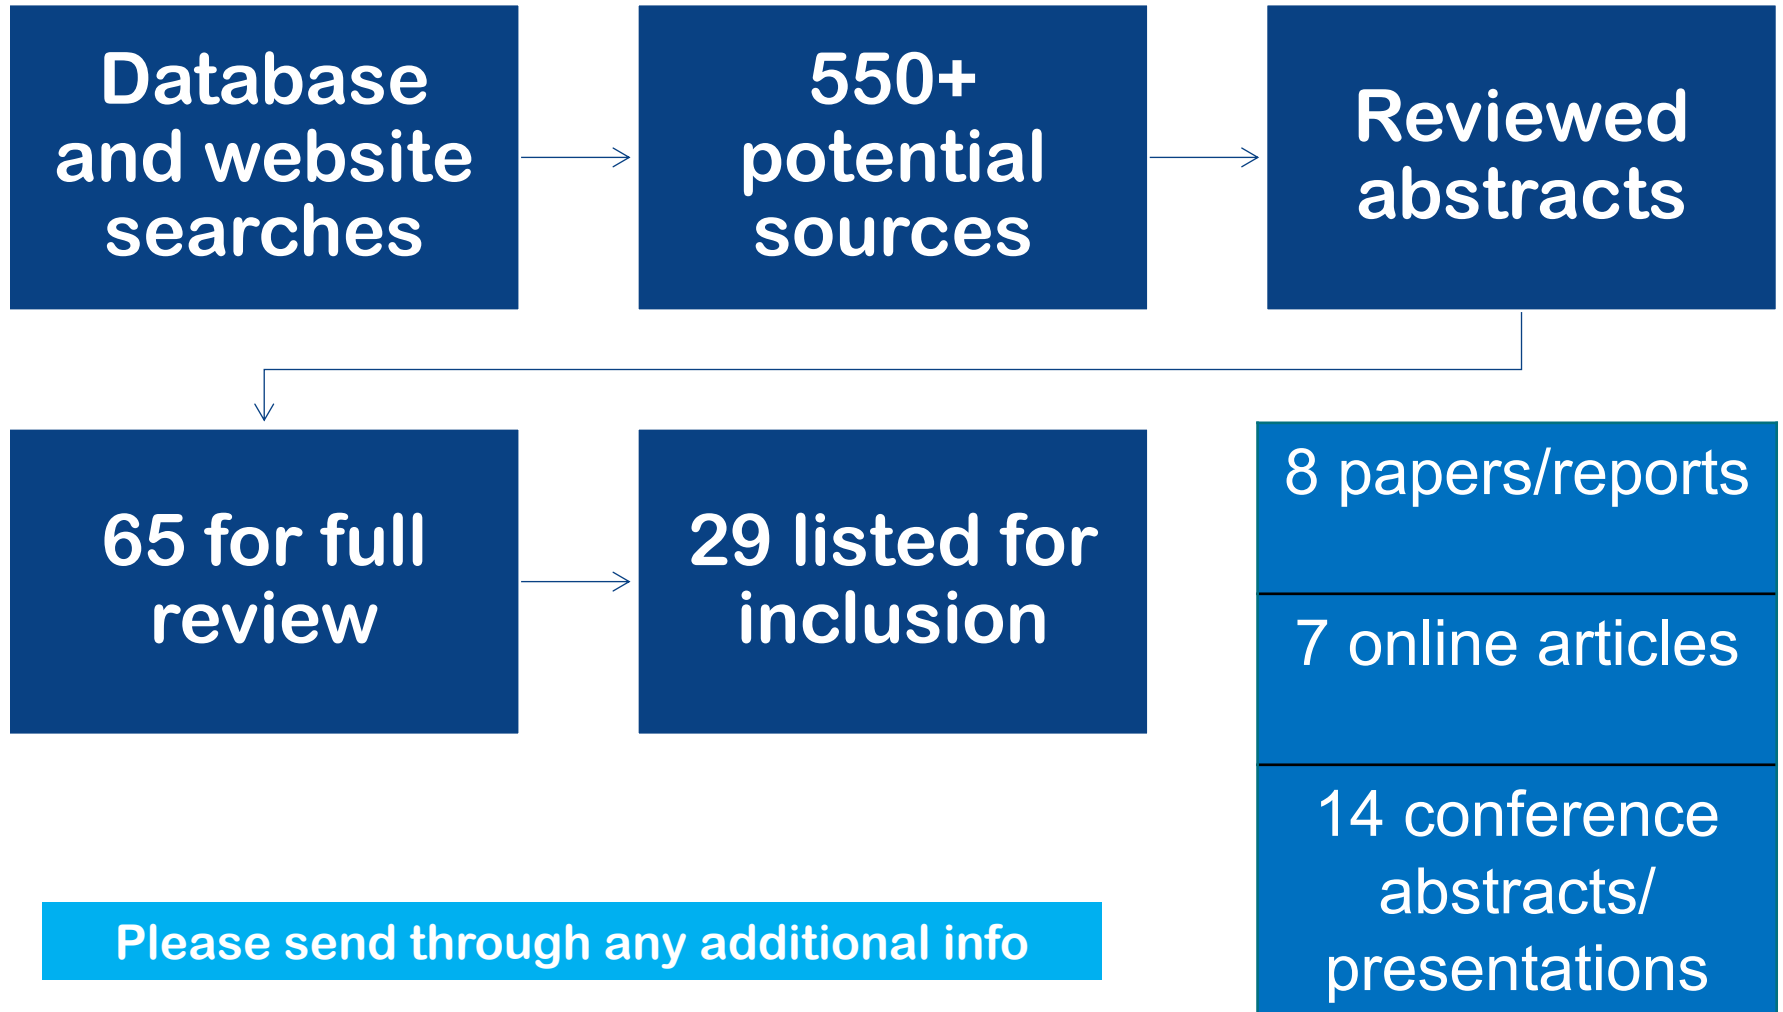 Database
and website
searches
550+
potential
sources
Reviewed
abstracts
65 for full
review
29 listed for
inclusion
8 papers/reports
7 online articles
14 conference
abstracts/
presentations
Please send through any additional info